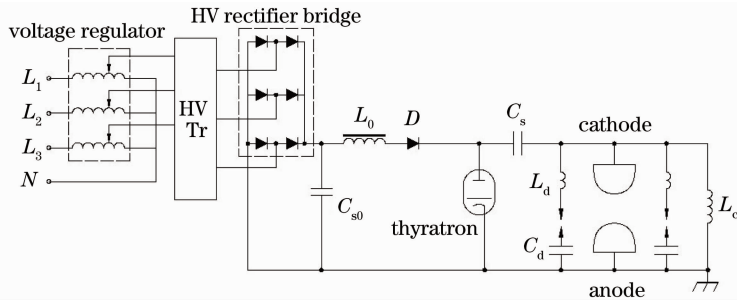 HV rectifier bridge
voltage regulator
L1
L2
L3
N
HV
Tr
L0
D
Cs
cathode
Cs0
thyratron
Ld
Cd
Lc
anode